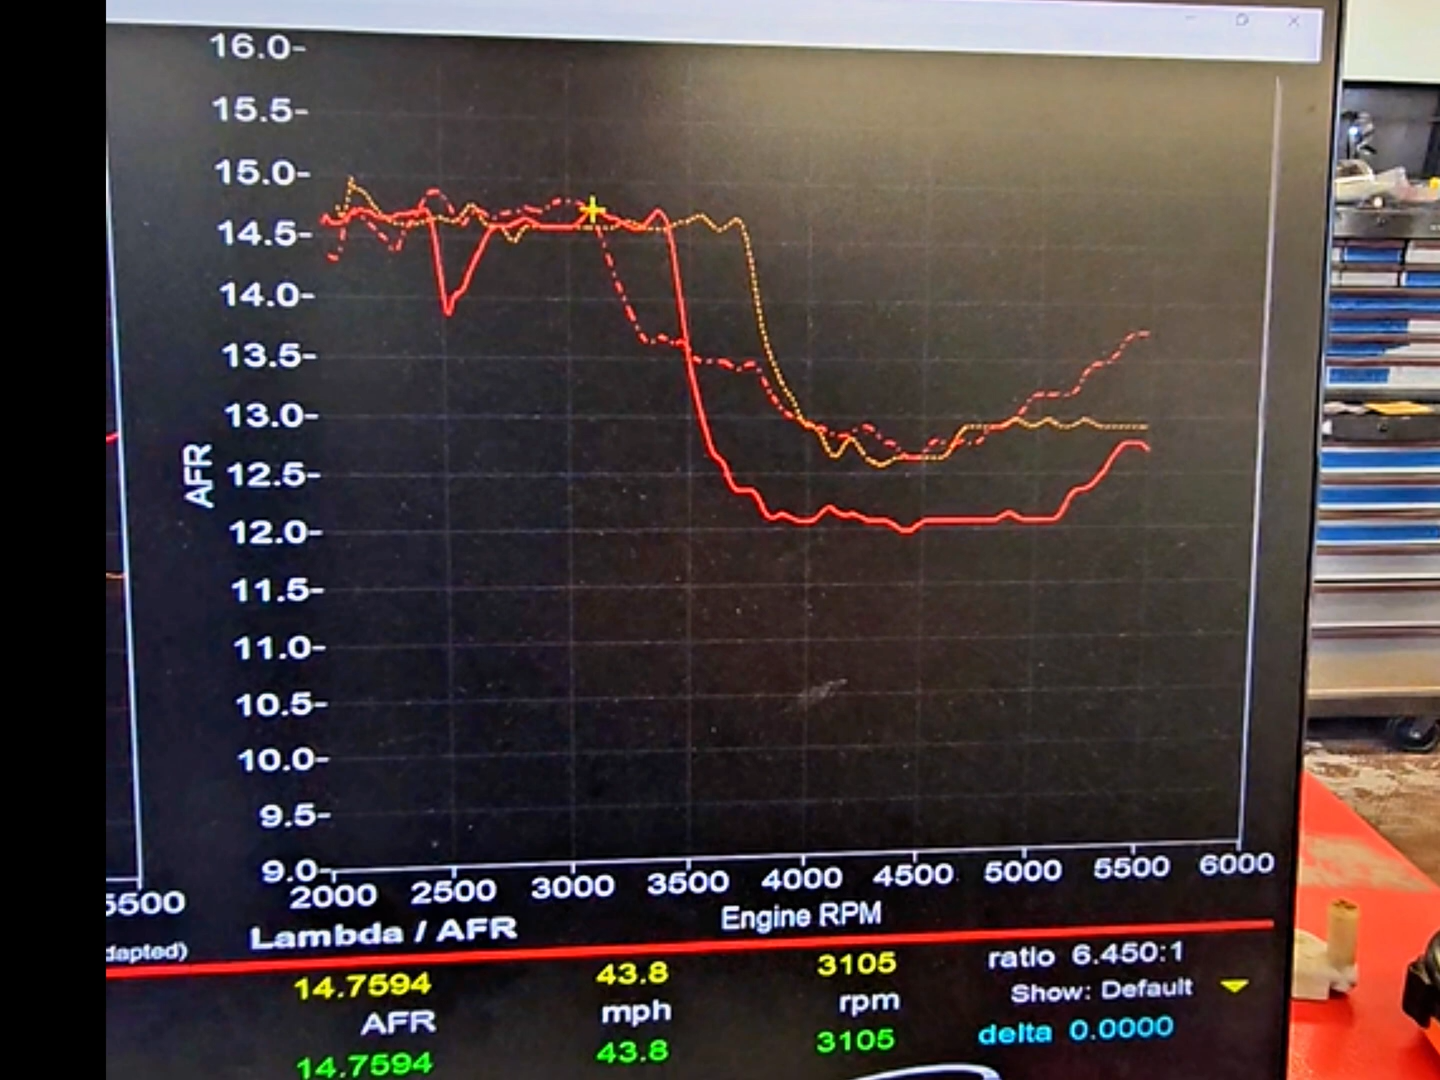 16.0-
15.5-
15.0-
14.5-
14.0-
13.5-
13.0-
12.5-
12.0-
11.5-
11.0-
10.5-
10.0-
9.5-
9.0-
AFR
2000 2500 3000 3500 4000 4500 5000 5500 6000
Engine RPM
5500
dapted)
Lambda / AFR
14.7594 43.8 3105 ratio 6.450:1
AFR mph rpm Show: Default
14.7594 43.8 3105 delta 0.0000